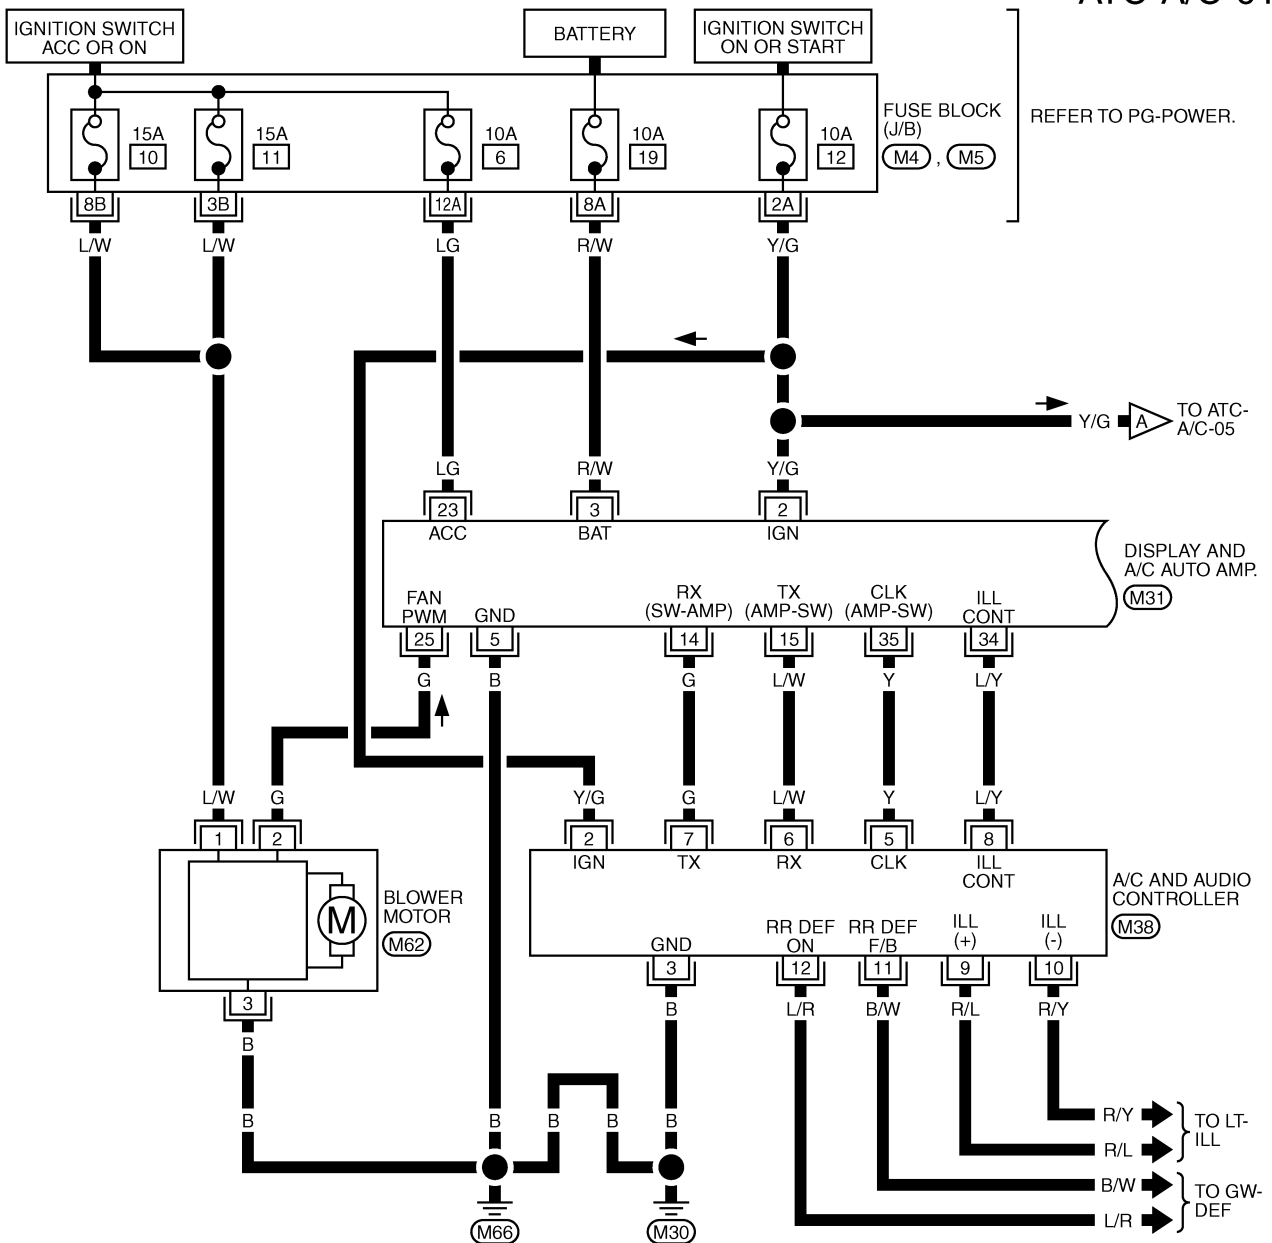 IGNITION SWITCH
ACC OR ON
BATTERY
IGNITION SWITCH
ON OR START
15A
10
15A
11
10A
6
10A
19
10A
12
FUSE BLOCK
(J/B)
M4 , M5
REFER TO PG-POWER.
8B 3B 12A 8A 2A
L/W L/W LG R/W Y/G
Y/G A TO ATC-
A/C-05
LG R/W Y/G
23 3 2
ACC BAT IGN
DISPLAY AND
A/C AUTO AMP.
M31
FAN
PWM
GND
RX
(SW-AMP)
TX
(AMP-SW)
CLK
(AMP-SW)
ILL
CONT
25 5 14 15 35 34
G B G L/W Y L/Y
L/W G Y/G G L/W Y L/Y
1 2 2 7 6 5 8
IGN TX RX CLK ILL
CONT
M
BLOWER
MOTOR
M62
A/C AND AUDIO
CONTROLLER
M38
GND
RR DEF
ON
RR DEF
F/B
ILL
(+)
ILL
(-)
3 12 11 9 10
3
B L/R B/W R/L R/Y
B
B B B B B
R/Y
R/L
TO LT-
ILL
B/W
L/R
TO GW-
DEF
M66 M30